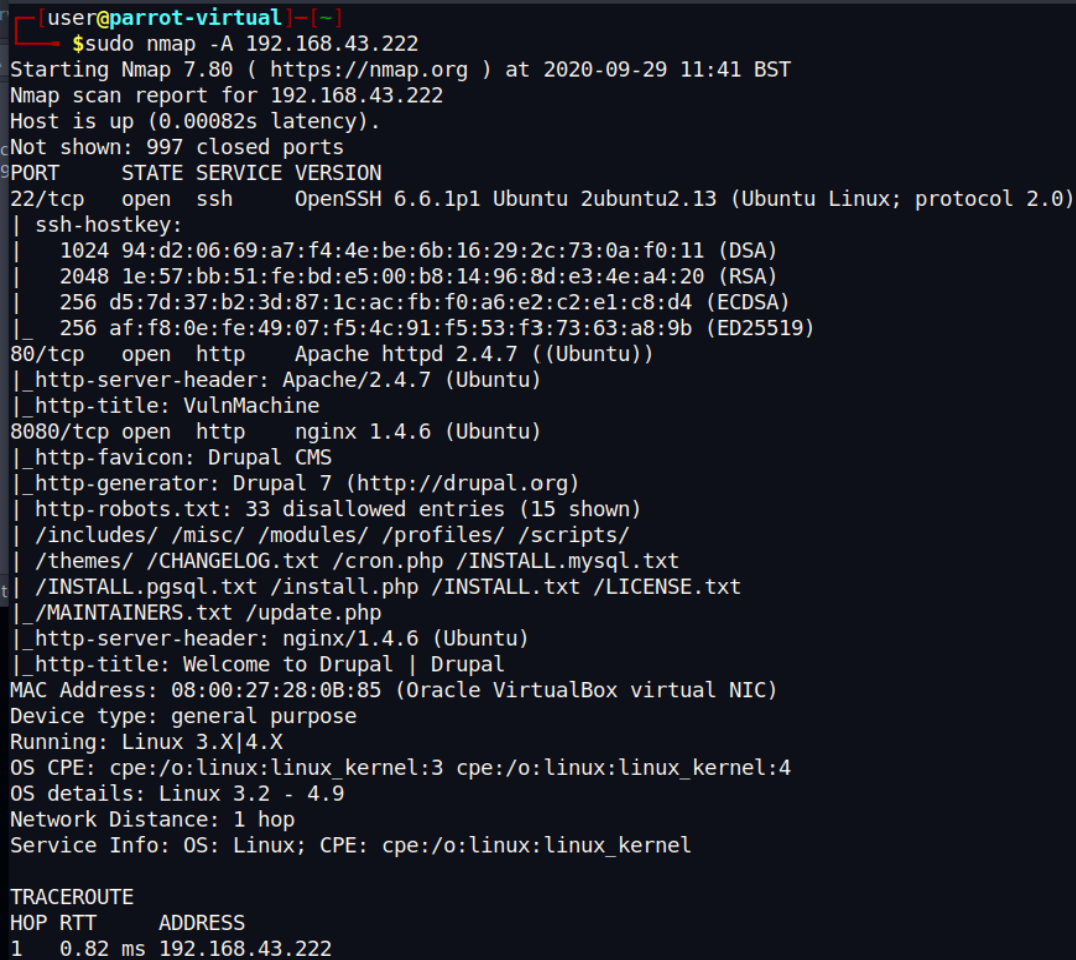 ┌─[user@parrot-virtual]─[~]
└──╼ $sudo nmap -A 192.168.43.222
Starting Nmap 7.80 ( https://nmap.org ) at 2020-09-29 11:41 BST
Nmap scan report for 192.168.43.222
Host is up (0.00082s latency).
Not shown: 997 closed ports
PORT     STATE SERVICE VERSION
22/tcp   open  ssh     OpenSSH 6.6.1p1 Ubuntu 2ubuntu2.13 (Ubuntu Linux; protocol 2.0)
| ssh-hostkey:
|   1024 94:d2:06:69:a7:f4:4e:be:6b:16:29:2c:73:0a:f0:11 (DSA)
|   2048 1e:57:bb:51:fe:bd:e5:00:b8:14:96:8d:e3:4e:a4:20 (RSA)
|   256 d5:7d:37:b2:3d:87:1c:ac:fb:f0:a6:e2:c2:e1:c8:d4 (ECDSA)
|_  256 af:f8:0e:fe:49:07:f5:4c:91:f5:53:f3:73:63:a8:9b (ED25519)
80/tcp   open  http    Apache httpd 2.4.7 ((Ubuntu))
|_http-server-header: Apache/2.4.7 (Ubuntu)
|_http-title: VulnMachine
8080/tcp open  http    nginx 1.4.6 (Ubuntu)
|_http-favicon: Drupal CMS
|_http-generator: Drupal 7 (http://drupal.org)
| http-robots.txt: 33 disallowed entries (15 shown)
| /includes/ /misc/ /modules/ /profiles/ /scripts/
| /themes/ /CHANGELOG.txt /cron.php /INSTALL.mysql.txt
| /INSTALL.pgsql.txt /install.php /INSTALL.txt /LICENSE.txt
|_/MAINTAINERS.txt /update.php
|_http-server-header: nginx/1.4.6 (Ubuntu)
|_http-title: Welcome to Drupal | Drupal
MAC Address: 08:00:27:28:0B:85 (Oracle VirtualBox virtual NIC)
Device type: general purpose
Running: Linux 3.X|4.X
OS CPE: cpe:/o:linux:linux_kernel:3 cpe:/o:linux:linux_kernel:4
OS details: Linux 3.2 - 4.9
Network Distance: 1 hop
Service Info: OS: Linux; CPE: cpe:/o:linux:linux_kernel

TRACEROUTE
HOP RTT     ADDRESS
1   0.82 ms 192.168.43.222